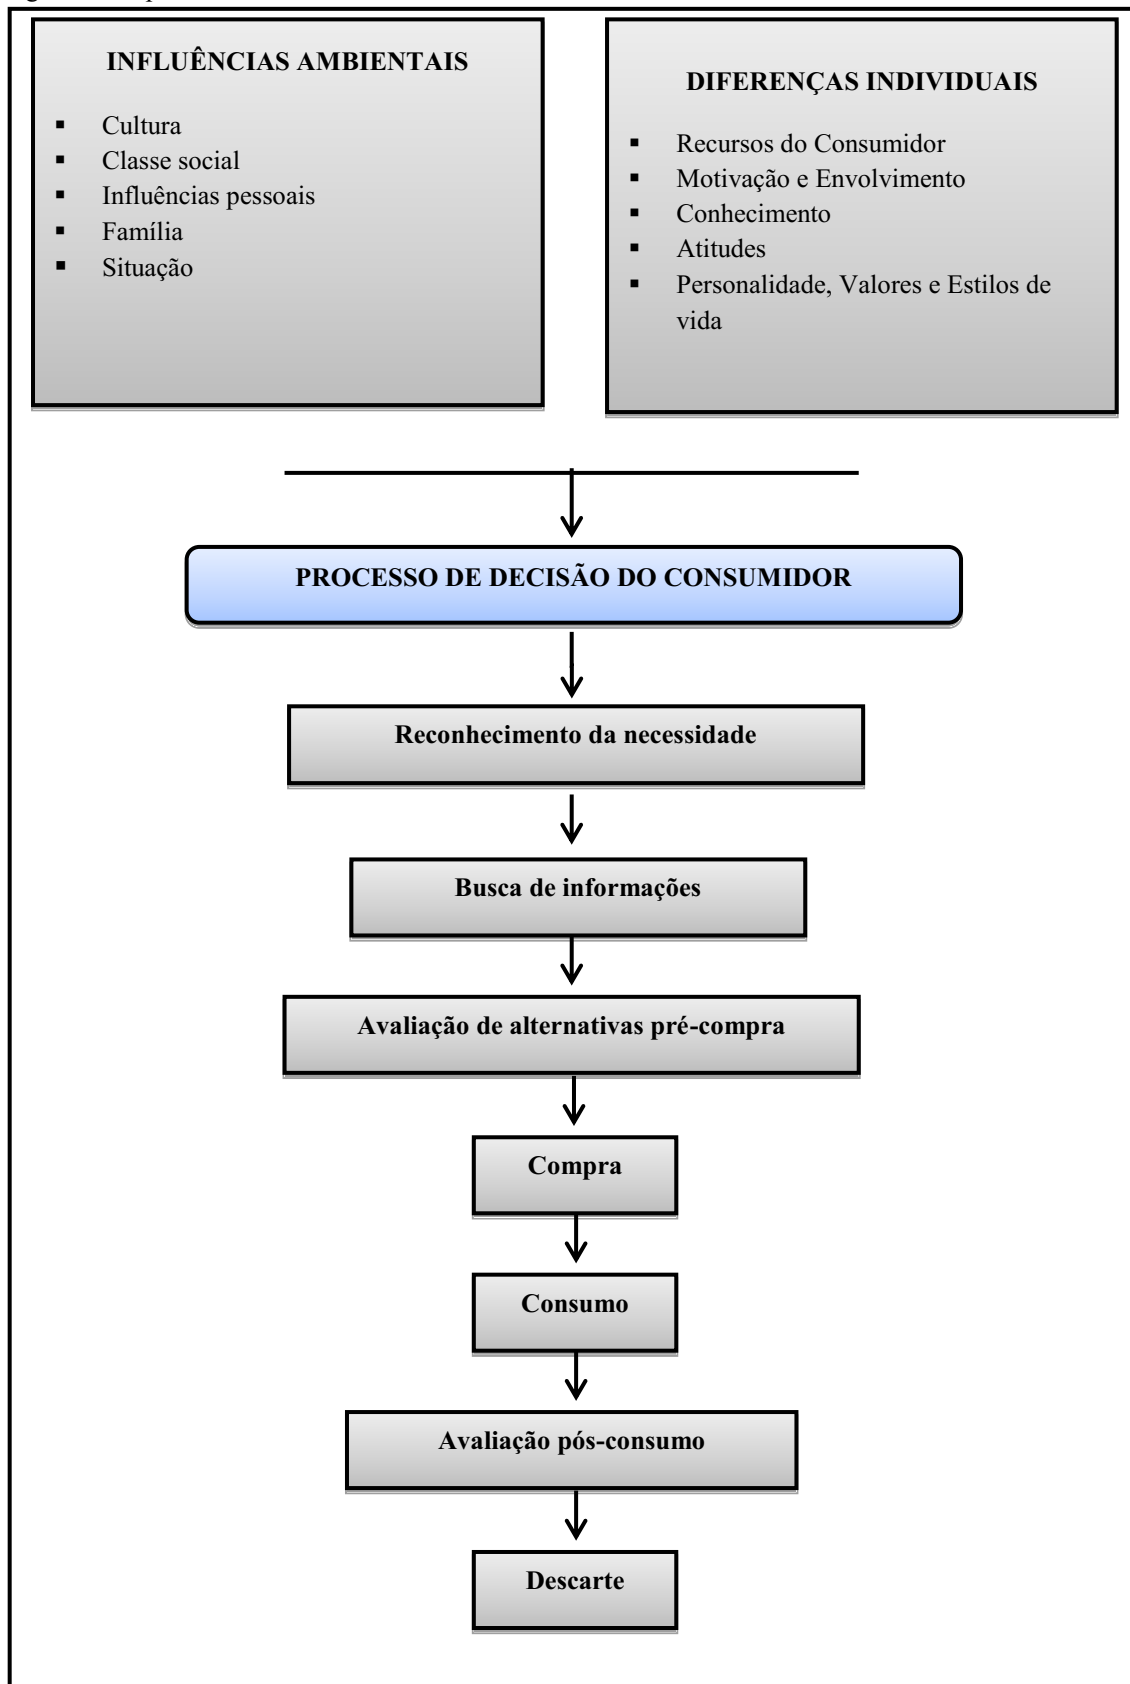 INFLUÊNCIAS AMBIENTAIS
▪ Cultura
▪ Classe social
▪ Influências pessoais
▪ Família
▪ Situação
DIFERENÇAS INDIVIDUAIS
▪ Recursos do Consumidor
▪ Motivação e Envolvimento
▪ Conhecimento
▪ Atitudes
▪ Personalidade, Valores e Estilos de
vida
PROCESSO DE DECISÃO DO CONSUMIDOR
Reconhecimento da necessidade
Busca de informações
Avaliação de alternativas pré-compra
Compra
Consumo
Avaliação pós-consumo
Descarte